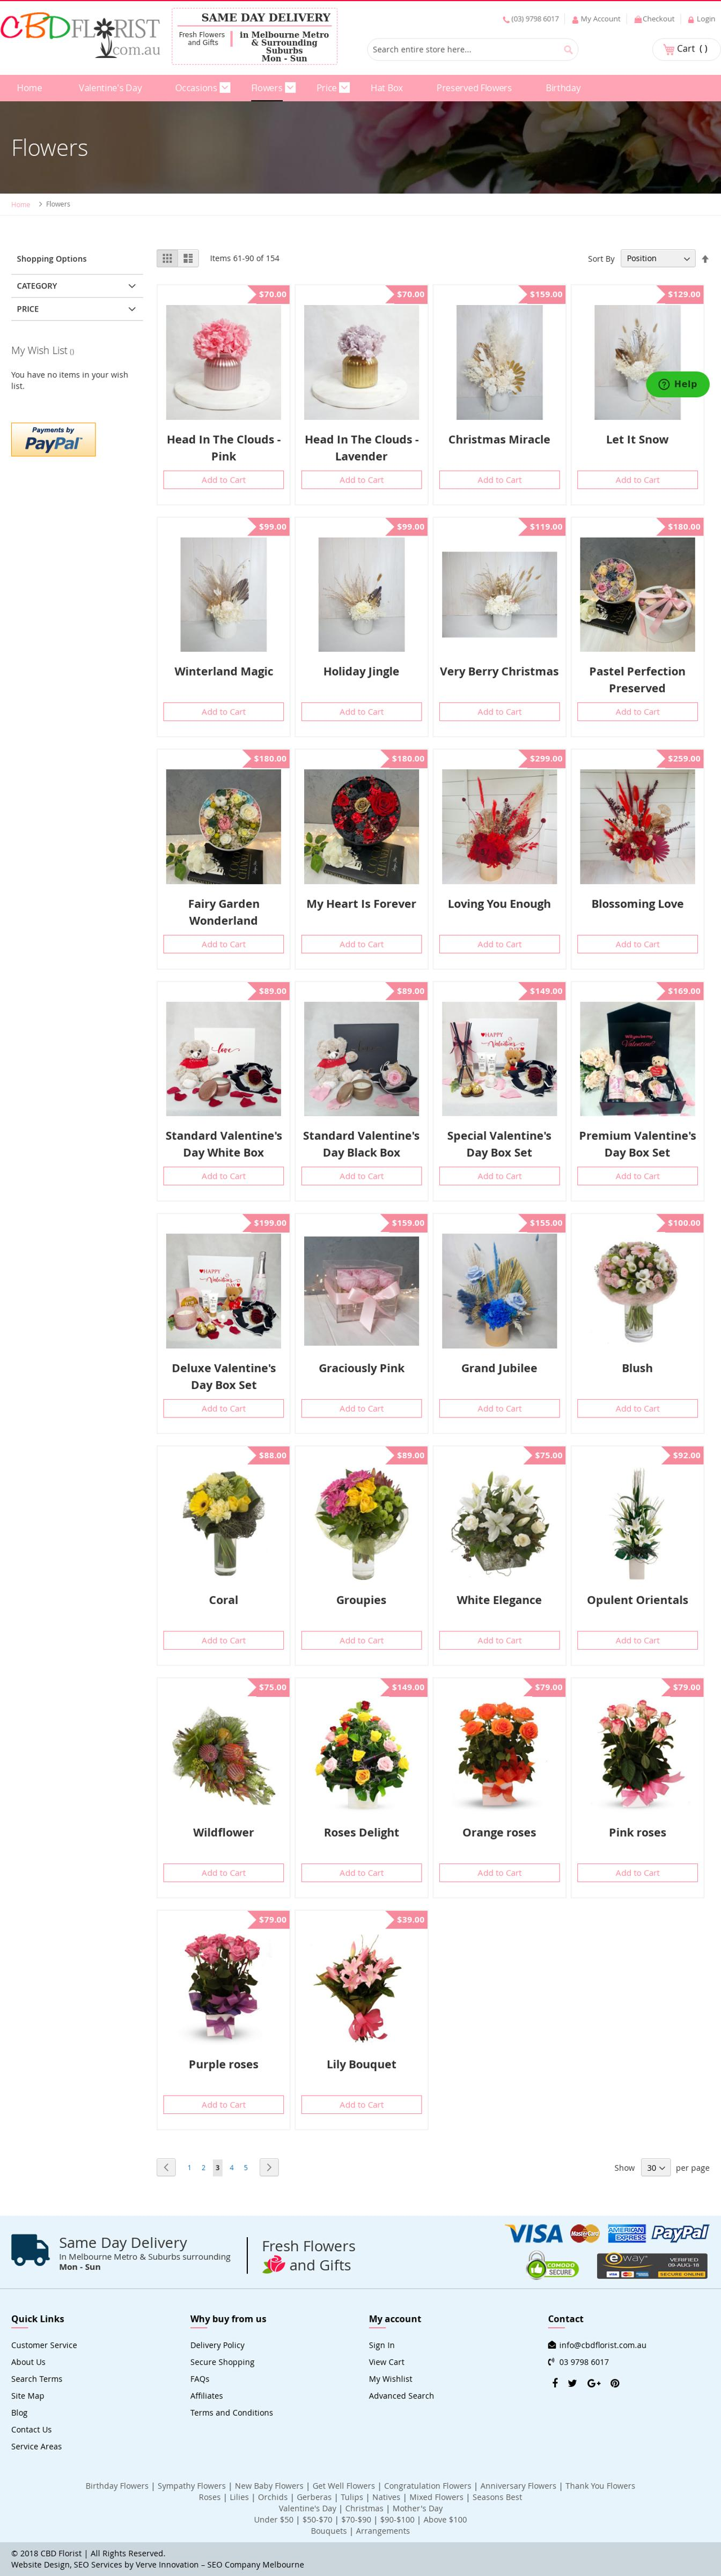 CBDFLORIST
.com.au
SAME DAY DELIVERY
Fresh Flowers
and Gifts
in Melbourne Metro
& Surrounding
Suburbs
Mon - Sun
(03) 9798 6017
My Account
Checkout
Login
Search entire store here...
Cart ( )
Home
Valentine's Day
Occasions
Flowers
Price
Hat Box
Preserved Flowers
Birthday
Flowers
Home > Flowers
Shopping Options
CATEGORY
PRICE
My Wish List ()
You have no items in your wish
list.
Payments by
PayPal
Items 61-90 of 154
Sort By Position
Help
$70.00
Head In The Clouds -
Pink
Add to Cart
$70.00
Head In The Clouds -
Lavender
Add to Cart
$159.00
Christmas Miracle
Add to Cart
$129.00
Let It Snow
Add to Cart
$99.00
Winterland Magic
Add to Cart
$99.00
Holiday Jingle
Add to Cart
$119.00
Very Berry Christmas
Add to Cart
$180.00
Pastel Perfection
Preserved
Add to Cart
$180.00
Fairy Garden
Wonderland
Add to Cart
$180.00
My Heart Is Forever
Add to Cart
$299.00
Loving You Enough
Add to Cart
$259.00
Blossoming Love
Add to Cart
$89.00
love
Standard Valentine's
Day White Box
Add to Cart
$89.00
love
Standard Valentine's
Day Black Box
Add to Cart
$149.00
HAPPY
Valentine's
DAY
Special Valentine's
Day Box Set
Add to Cart
$169.00
Premium Valentine's
Day Box Set
Add to Cart
$199.00
HAPPY
Valentine's
DAY
Deluxe Valentine's
Day Box Set
Add to Cart
$159.00
Graciously Pink
Add to Cart
$155.00
Grand Jubilee
Add to Cart
$100.00
Blush
Add to Cart
$88.00
Coral
Add to Cart
$89.00
Groupies
Add to Cart
$75.00
White Elegance
Add to Cart
$92.00
Opulent Orientals
Add to Cart
$75.00
Wildflower
Add to Cart
$149.00
Roses Delight
Add to Cart
$79.00
Orange roses
Add to Cart
$79.00
Pink roses
Add to Cart
$79.00
Purple roses
Add to Cart
$39.00
Lily Bouquet
Add to Cart
1 2 3 4 5
Show 30 per page
Same Day Delivery
In Melbourne Metro & Suburbs surrounding
Mon - Sun
Fresh Flowers
and Gifts
VISA MasterCard AMERICAN EXPRESS PayPal
COMODO
SECURE
eway
VERIFIED
09-AUG-18
SECURE ONLINE
Quick Links
Customer Service
About Us
Search Terms
Site Map
Blog
Contact Us
Service Areas
Why buy from us
Delivery Policy
Secure Shopping
FAQs
Affiliates
Terms and Conditions
My account
Sign In
View Cart
My Wishlist
Advanced Search
Contact
info@cbdflorist.com.au
03 9798 6017
Birthday Flowers | Sympathy Flowers | New Baby Flowers | Get Well Flowers | Congratulation Flowers | Anniversary Flowers | Thank You Flowers
Roses | Lilies | Orchids | Gerberas | Tulips | Natives | Mixed Flowers | Seasons Best
Valentine's Day | Christmas | Mother's Day
Under $50 | $50-$70 | $70-$90 | $90-$100 | Above $100
Bouquets | Arrangements
© 2018 CBD Florist | All Rights Reserved.
Website Design, SEO Services by Verve Innovation – SEO Company Melbourne